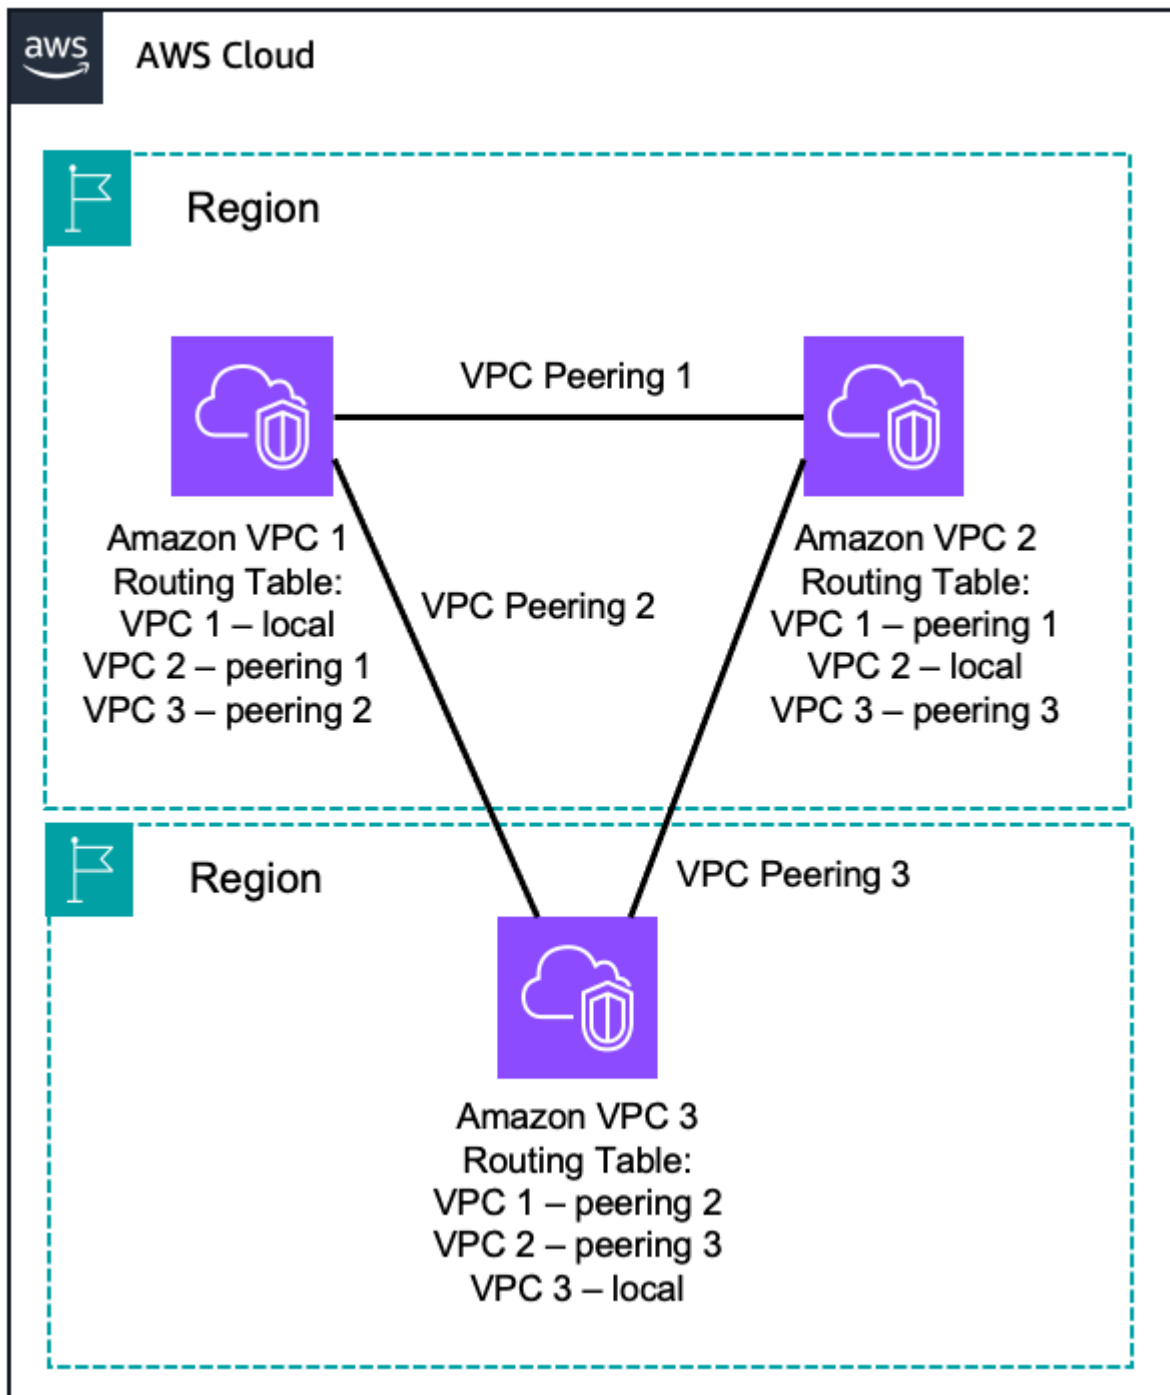 aws
AWS Cloud
Region
VPC Peering 1
Amazon VPC 1
Routing Table:
VPC 1 – local
VPC 2 – peering 1
VPC 3 – peering 2
VPC Peering 2
Amazon VPC 2
Routing Table:
VPC 1 – peering 1
VPC 2 – local
VPC 3 – peering 3
Region
VPC Peering 3
Amazon VPC 3
Routing Table:
VPC 1 – peering 2
VPC 2 – peering 3
VPC 3 – local